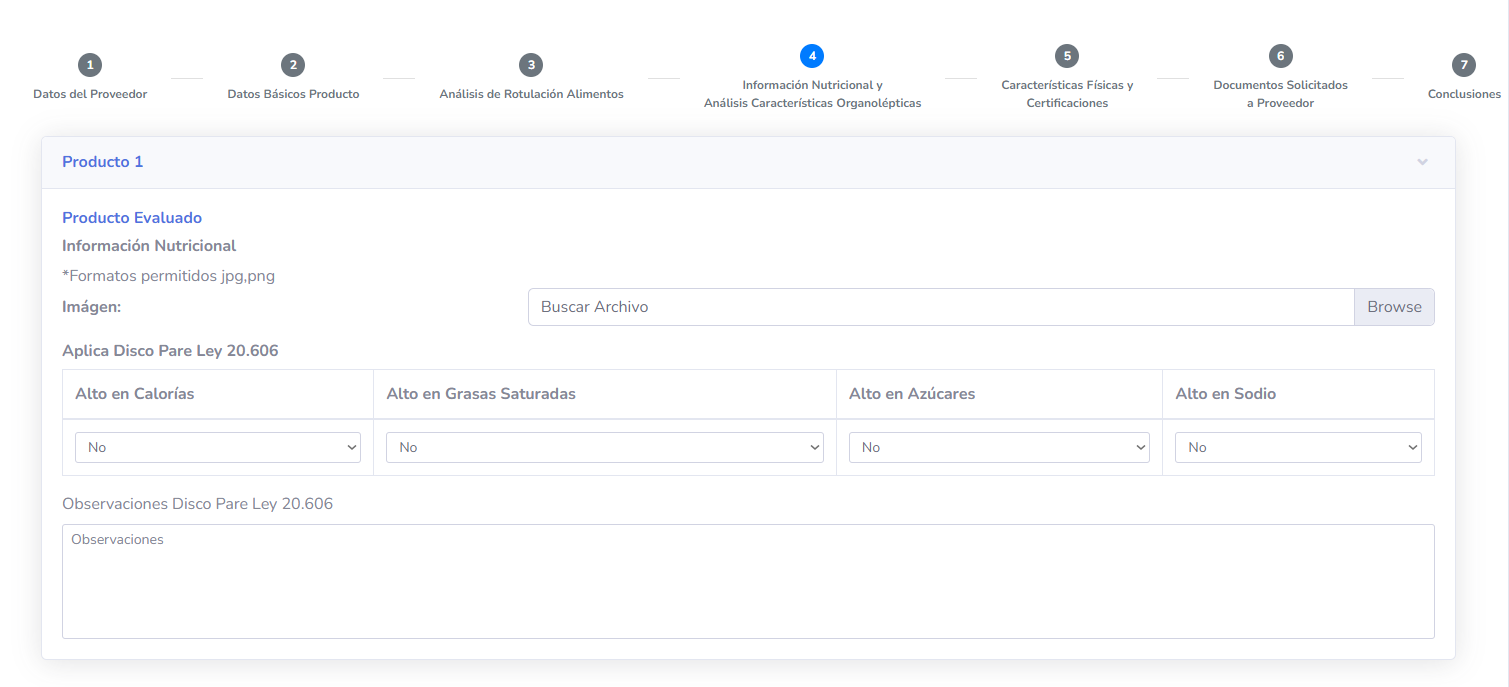 1
Datos del Proveedor
2
Datos Básicos Producto
3
Análisis de Rotulación Alimentos
4
Información Nutricional y
Análisis Características Organolépticas
5
Características Físicas y
Certificaciones
6
Documentos Solicitados
a Proveedor
7
Conclusiones
Producto 1
Producto Evaluado
Información Nutricional
*Formatos permitidos jpg,png
Imágen: Buscar Archivo Browse
Aplica Disco Pare Ley 20.606
Alto en Calorías Alto en Grasas Saturadas Alto en Azúcares Alto en Sodio
No No No No
Observaciones Disco Pare Ley 20.606
Observaciones